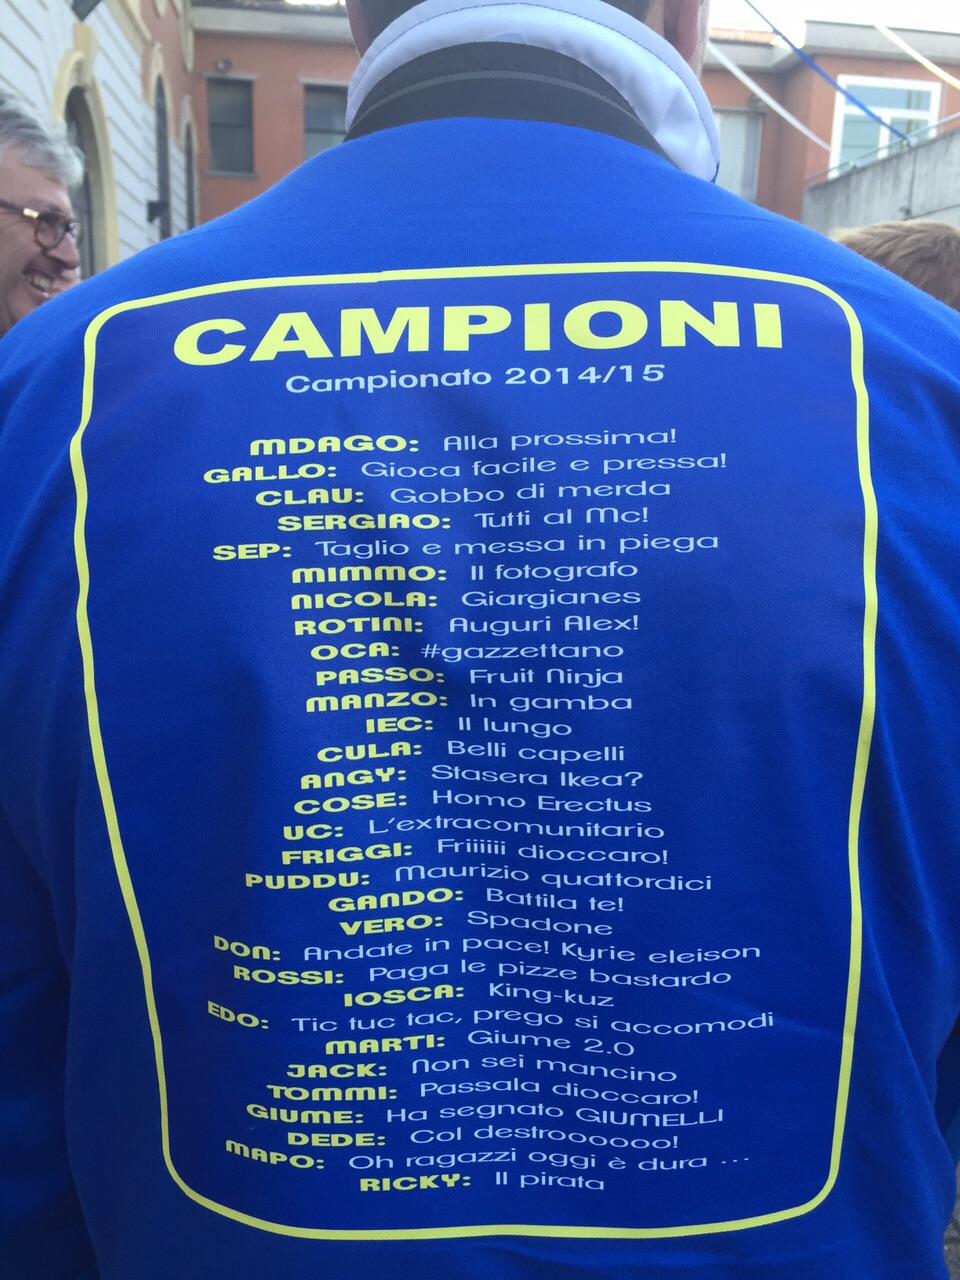 CAMPIONI
Campionato 2014/15
MDAGO: Alla prossima!
GALLO: Gioca facile e pressa!
CLAU: Gobbo di merda
SERGIAO: Tutti al Mc!
SEP: Taglio e messa in piega
MIMMO: Il fotografo
NICOLA: Giargianes
ROTINI: Auguri Alex!
OCA: #gazzettano
PASSO: Fruit Ninja
MANZO: In gamba
IEC: Il lungo
CULA: Belli capelli
ANGY: Stasera Ikea?
COSE: Homo Erectus
UC: L'extracomunitario
FRIGGI: Friiiiii dioccaro!
PUDDU: Maurizio quattordici
GANDO: Battila te!
VERO: Spadone
DON: Andate in pace! Kyrie eleison
ROSSI: Paga le pizze bastardo
IOSCA: King-kuz
EDO: Tic tuc tac, prego si accomodi
MARTI: Giume 2.0
JACK: Non sei mancino
TOMMI: Passala dioccaro!
GIUME: Ha segnato GIUMELLI
DEDE: Col destroooooo!
MAPO: Oh ragazzi oggi è dura ...
RICKY: Il pirata